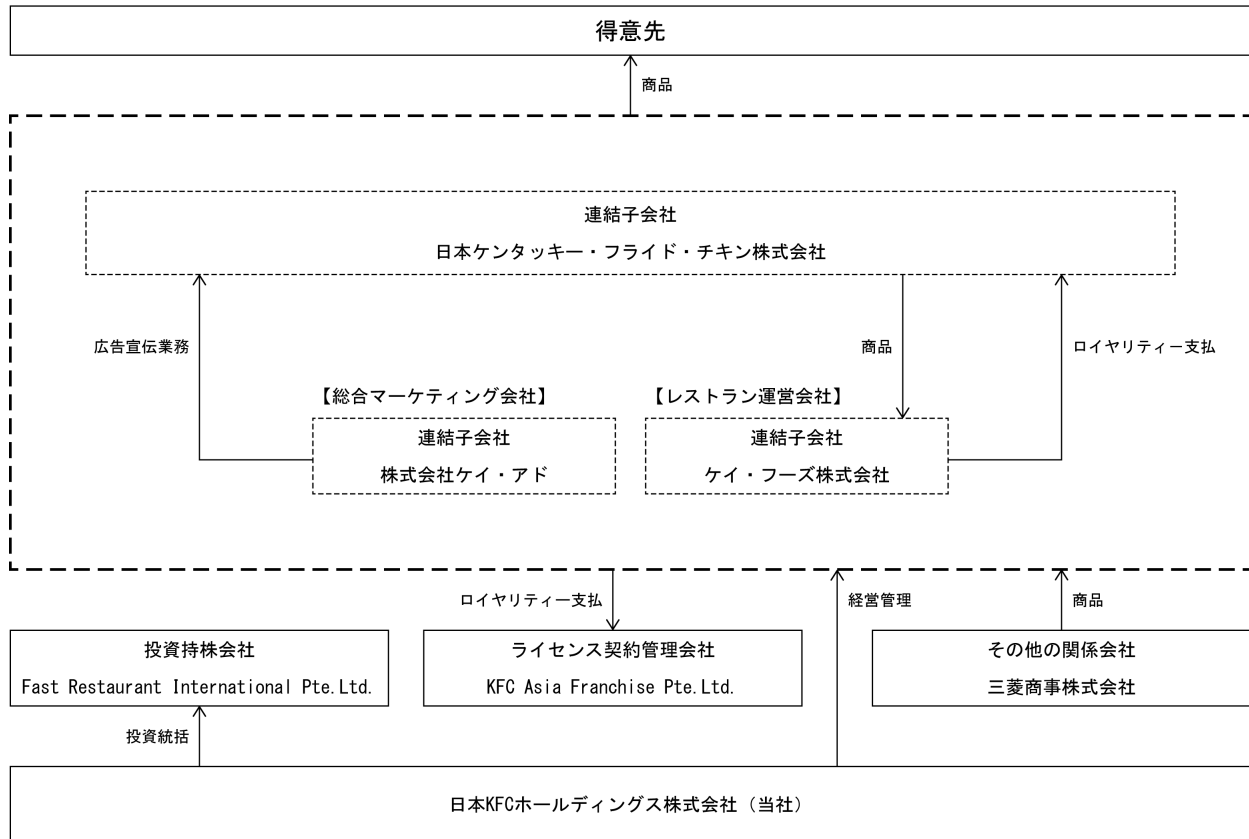 得意先
商品
連結子会社
日本ケンタッキー・フライド・チキン株式会社
広告宣伝業務
商品
ロイヤリティー支払
【総合マーケティング会社】
【レストラン運営会社】
連結子会社
株式会社ケイ・アド
連結子会社
ケイ・フーズ株式会社
ロイヤリティー支払
経営管理
商品
投資持株会社
Fast Restaurant International Pte.Ltd.
ライセンス契約管理会社
KFC Asia Franchise Pte.Ltd.
その他の関係会社
三菱商事株式会社
投資統括
日本KFCホールディングス株式会社（当社）